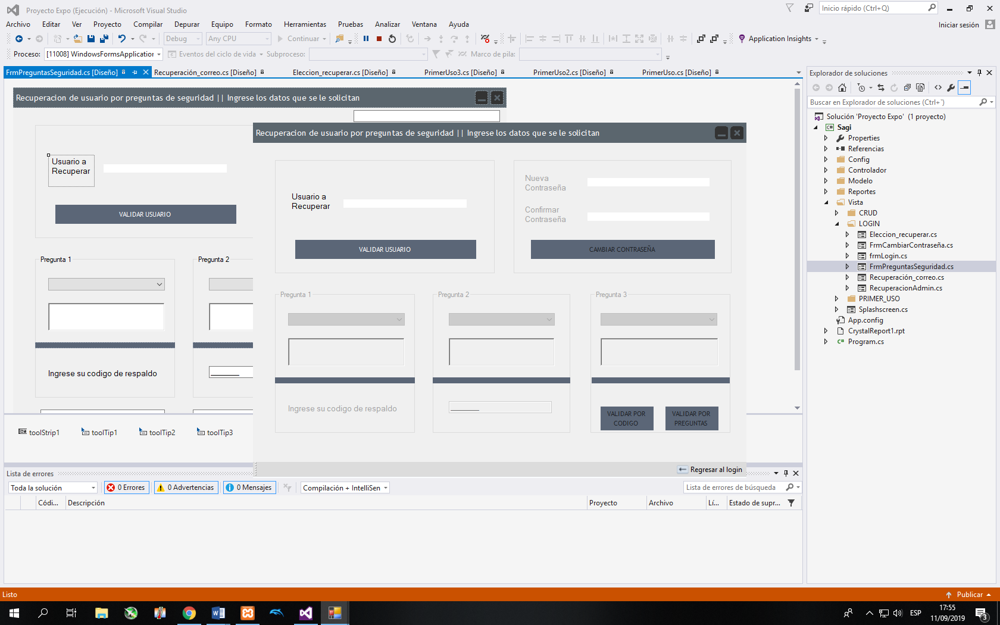 Proyecto Expo (Ejecución) - Microsoft Visual Studio
Inicio rápido (Ctrl+Q)
Archivo Editar Ver Proyecto Compilar Depurar Equipo Formato Herramientas Pruebas Analizar Ventana Ayuda
Iniciar sesión
Debug Any CPU Continuar Application Insights
Proceso: [11008] WindowsFormsApplication Eventos del ciclo de vida Subproceso: Marco de pila:
FrmPreguntasSeguridad.cs [Diseño] Recuperación_correo.cs [Diseño] Eleccion_recuperar.cs [Diseño] PrimerUso3.cs [Diseño] PrimerUso2.cs [Diseño] PrimerUso.cs [Diseño]
Recuperacion de usuario por preguntas de seguridad || Ingrese los datos que se le solicitan
Usuario a
Recuperar
VALIDAR USUARIO
Pregunta 1
Pregunta 2
Ingrese su codigo de respaldo
________
Recuperacion de usuario por preguntas de seguridad || Ingrese los datos que se le solicitan
Usuario a
Recuperar
VALIDAR USUARIO
Nueva
Contraseña
Confirmar
Contraseña
CAMBIAR CONTRASEÑA
Pregunta 1
Pregunta 2
Pregunta 3
Ingrese su codigo de respaldo
________
VALIDAR POR
CODIGO
VALIDAR POR
PREGUNTAS
Regresar al login
toolStrip1 toolTip1 toolTip2 toolTip3
Lista de errores
Toda la solución 0 Errores 0 Advertencias 0 Mensajes Compilación + IntelliSen Lista de errores de búsqueda
Códi... Descripción Proyecto Archivo Lí... Estado de supr...
Explorador de soluciones
Buscar en Explorador de soluciones (Ctrl+`)
Solución 'Proyecto Expo' (1 proyecto)
C# Sagi
Properties
Referencias
Config
Controlador
Modelo
Reportes
Vista
CRUD
LOGIN
Eleccion_recuperar.cs
FrmCambiarContraseña.cs
frmLogin.cs
FrmPreguntasSeguridad.cs
Recuperación_correo.cs
RecuperacionAdmin.cs
PRIMER_USO
Splashscreen.cs
App.config
CrystalReport1.rpt
C# Program.cs
Listo
Publicar
ESP
17:55
11/09/2019
3